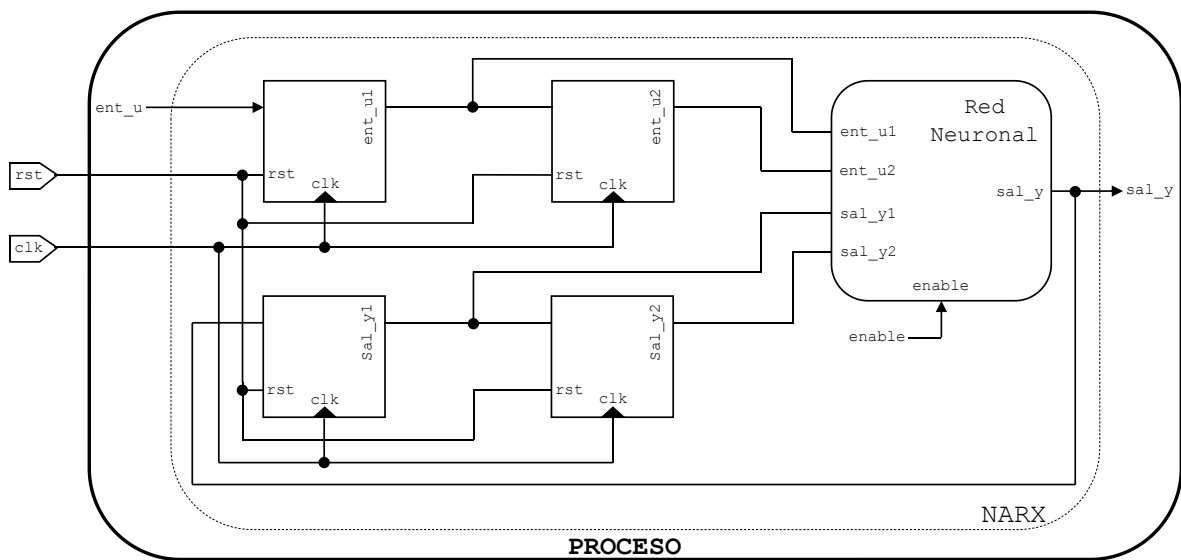 ent_u
rst
clk
ent_u1
rst
clk
ent_u2
rst
clk
Red
Neuronal
ent_u1
ent_u2
sal_y1
sal_y2
sal_y
enable
sal_y
enable
Sal_y1
rst
clk
Sal_y2
rst
clk
NARX
PROCESO